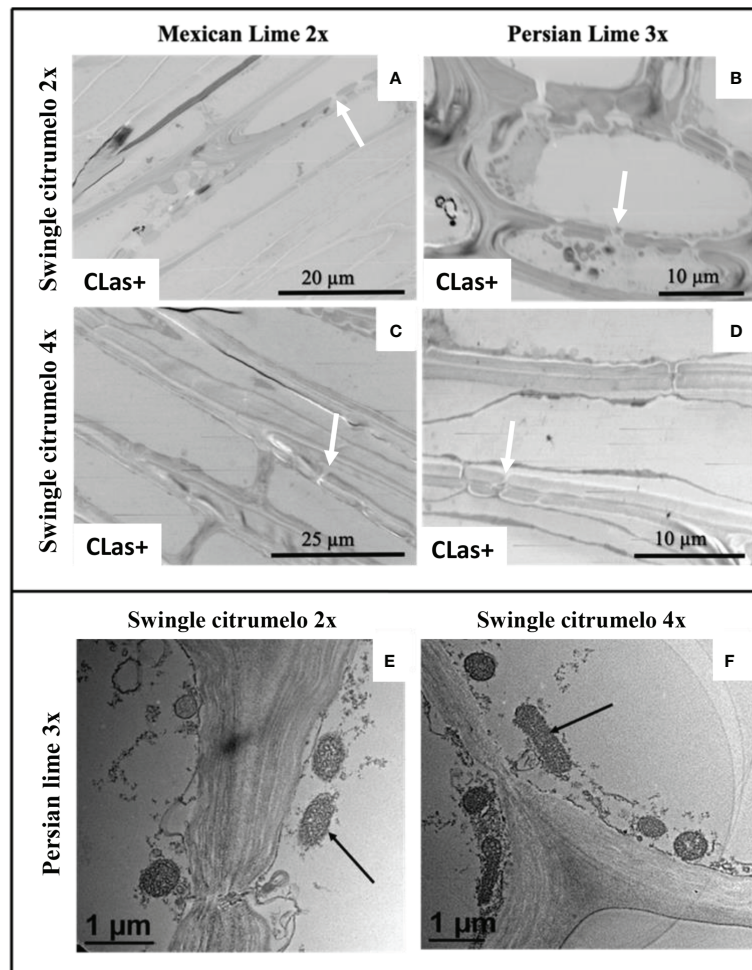 Mexican Lime 2x
Persian Lime 3x
Swingle citrumelo 2x
A
CLas+
20 µm
B
10 µm
Swingle citrumelo 4x
C
CLas+
25 µm
D
CLas+
10 µm
Swingle citrumelo 2x
Swingle citrumelo 4x
Persian lime 3x
E
1 µm
F
1 µm